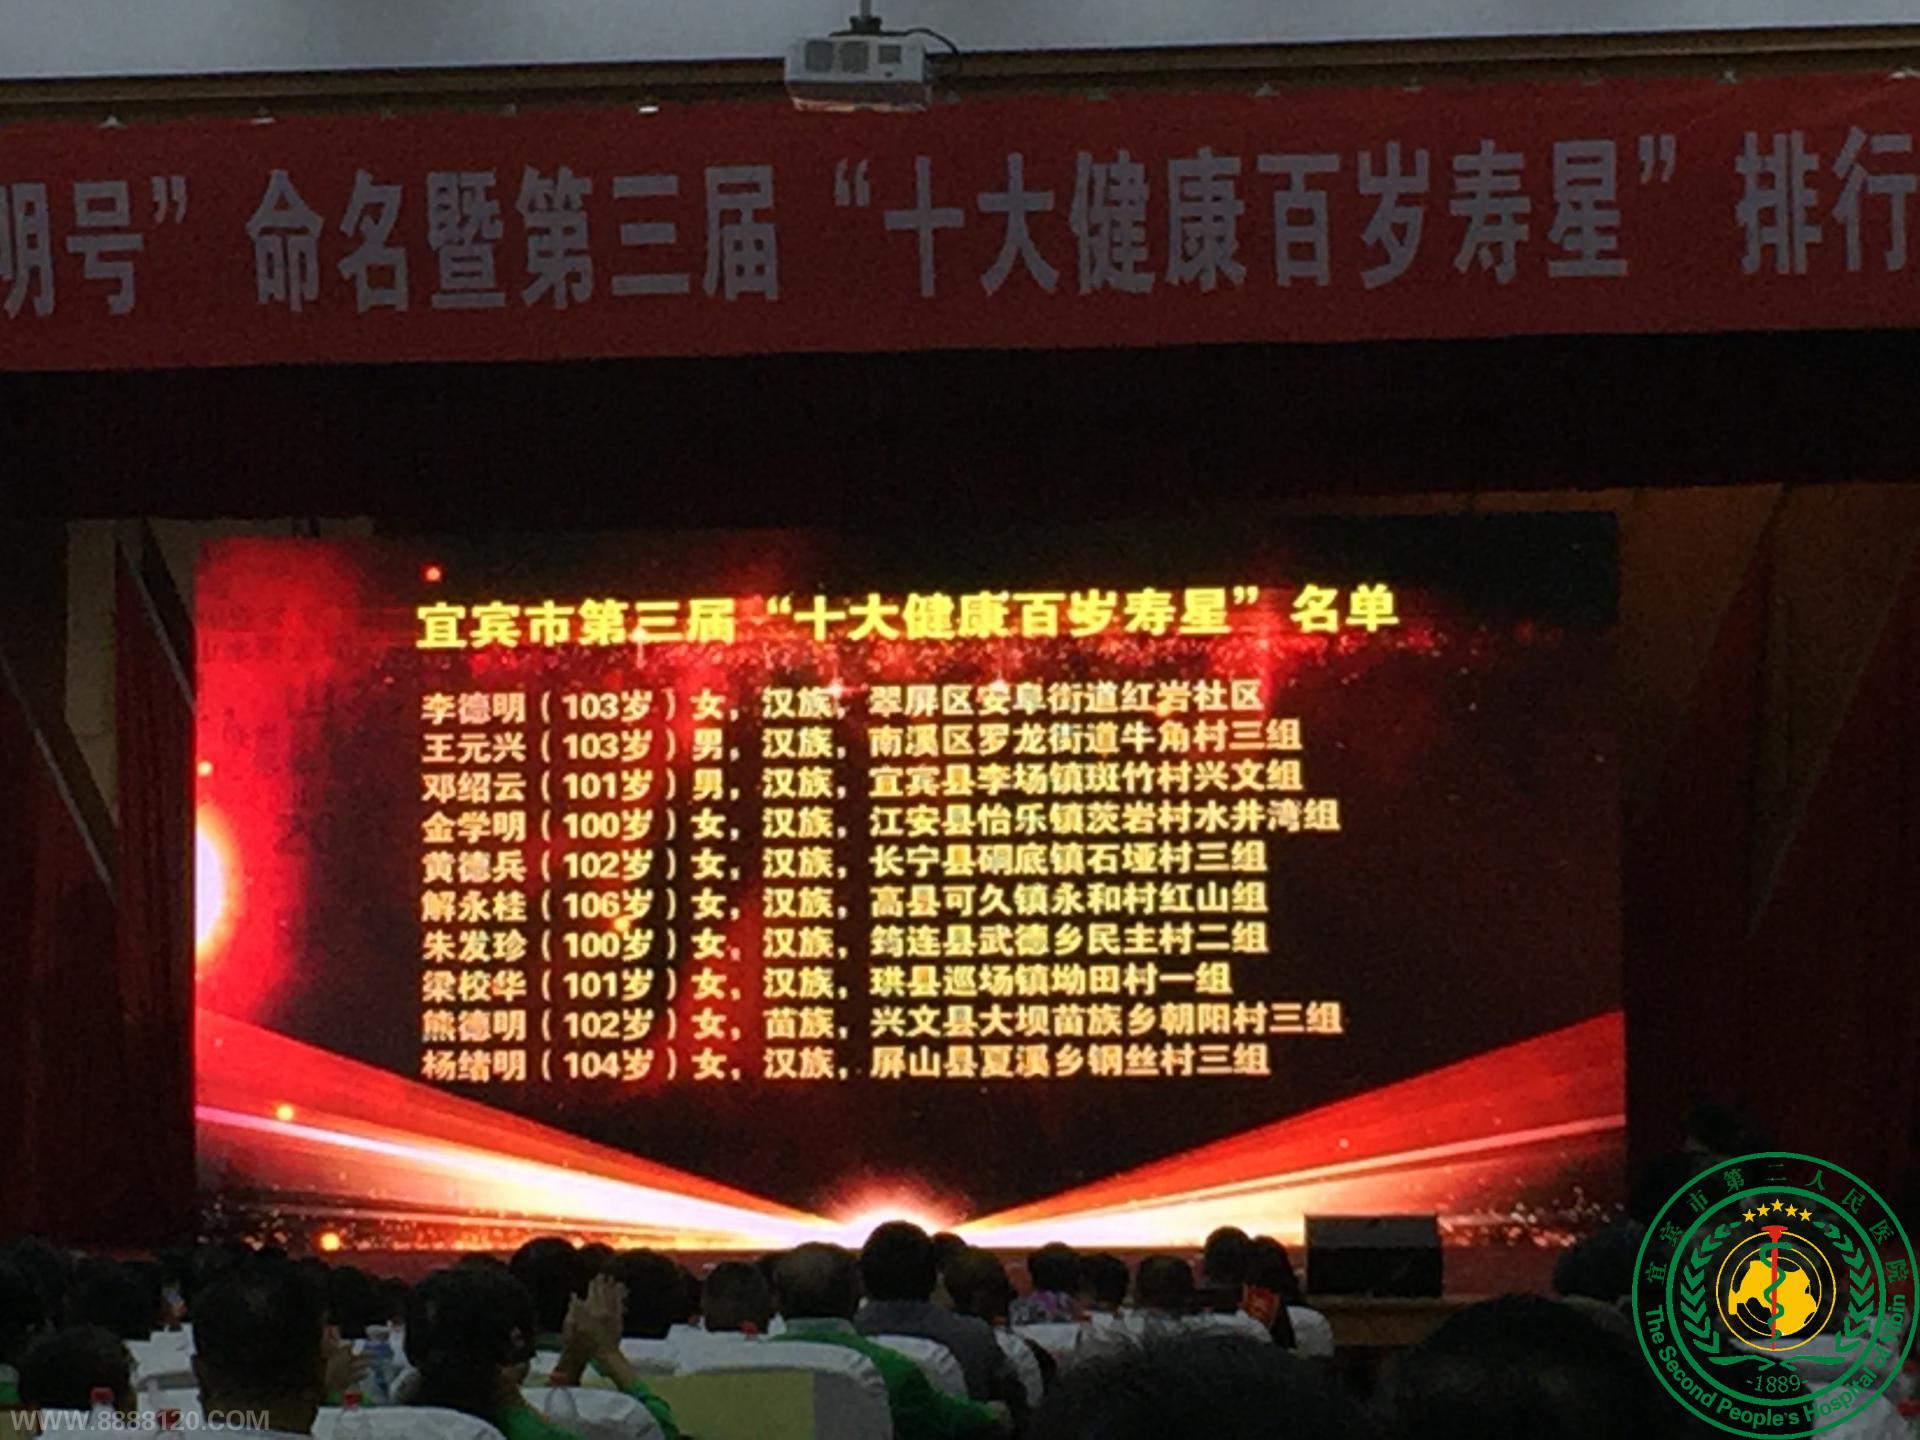 明号”命名暨第三届“十大健康百岁寿星”排行
宜宾市第三届“十大健康百岁寿星”名单
李德明（103岁）女，汉族，翠屏区安阜街道红岩社区
王元兴（103岁）男，汉族，南溪区罗龙街道牛角村三组
邓绍云（101岁）男，汉族，宜宾县李场镇斑竹村兴文组
金学明（100岁）女，汉族，江安县怡乐镇茨岩村水井湾组
黄德兵（102岁）女，汉族，长宁县硐底镇石垭村三组
解永桂（106岁）女，汉族，高县可久镇永和村红山组
朱发珍（100岁）女，汉族，筠连县武德乡民主村二组
梁校华（101岁）女，汉族，珙县巡场镇坳田村一组
熊德明（102岁）女，苗族，兴文县大坝苗族乡朝阳村三组
杨绪明（104岁）女，汉族，屏山县夏溪乡钢丝村三组
宜宾市第二人民医院
-1889-
The Second People's Hospital of Yibin
WWW.8888120.COM